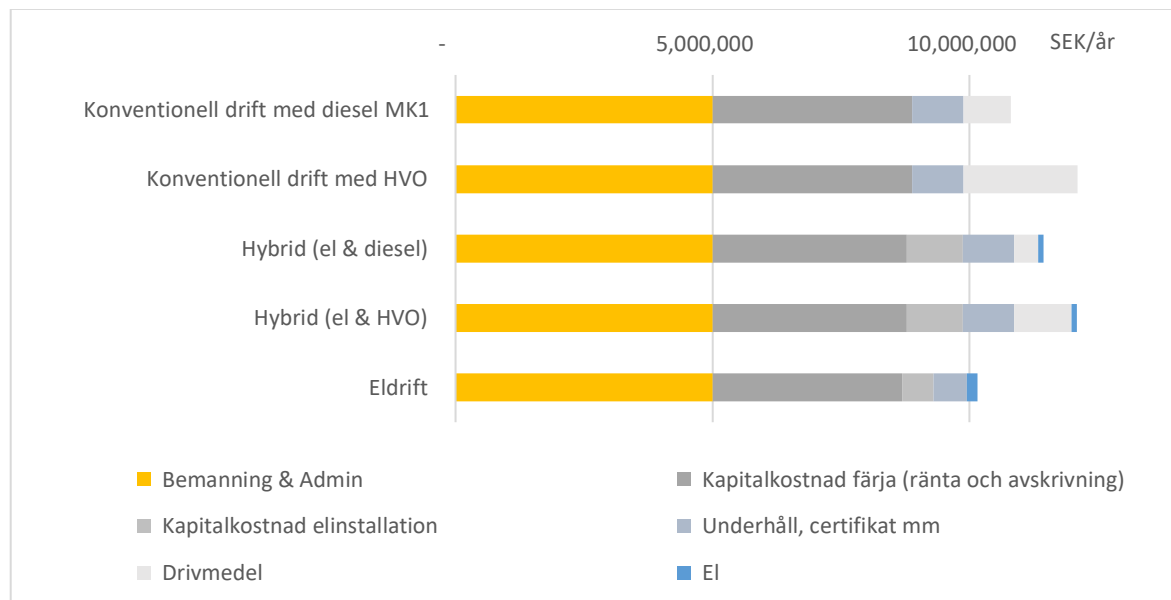 - 5,000,000 10,000,000 SEK/år
Konventionell drift med diesel MK1
Konventionell drift med HVO
Hybrid (el & diesel)
Hybrid (el & HVO)
Eldrift
Bemanning & Admin Kapitalkostnad färja (ränta och avskrivning)
Kapitalkostnad elinstallation Underhåll, certifikat mm
Drivmedel El